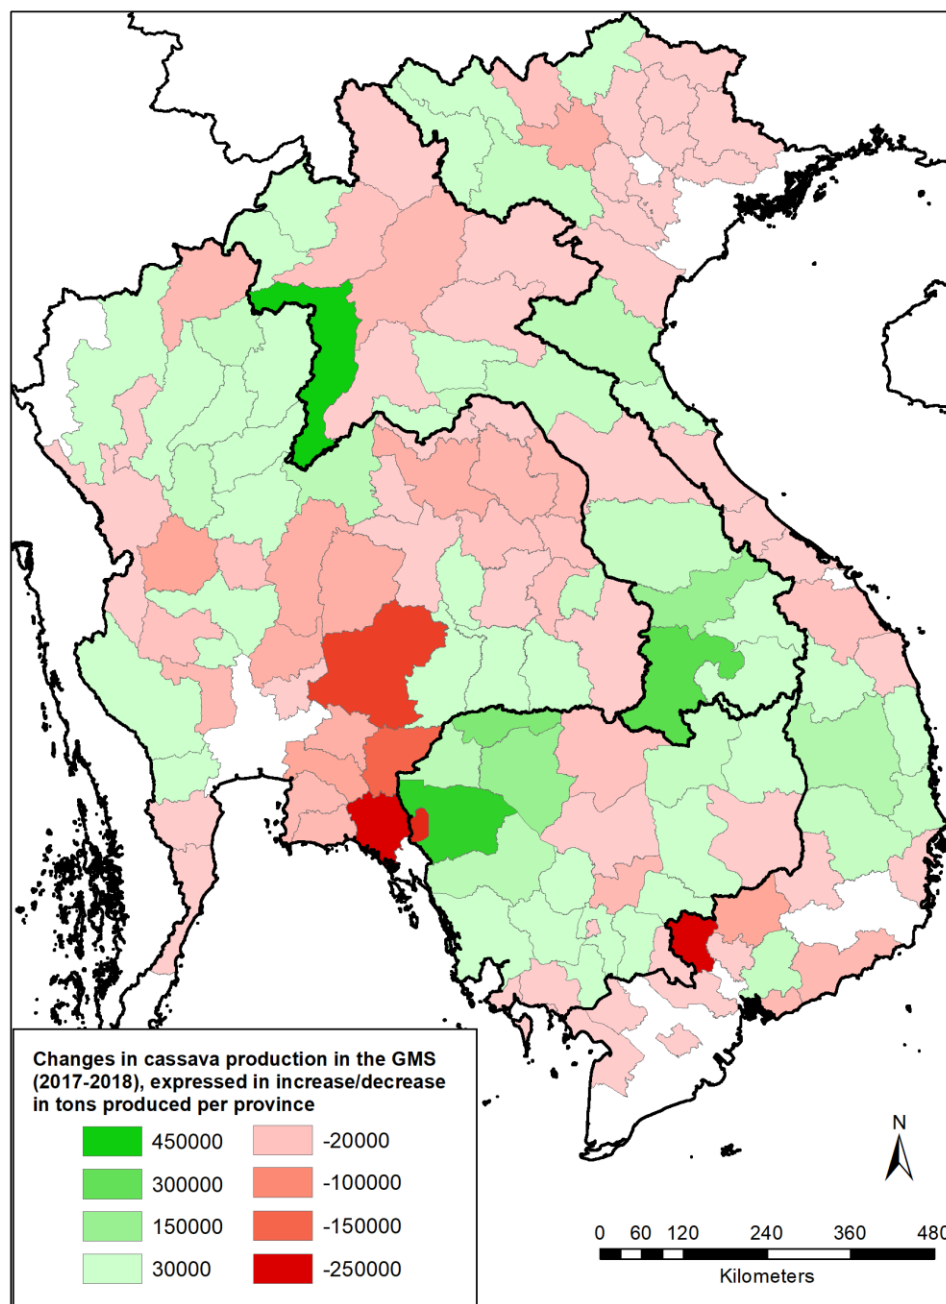 Changes in cassava production in the GMS
(2017-2018), expressed in increase/decrease
in tons produced per province
450000 -20000
300000 -100000
150000 -150000
30000 -250000
N
0 60 120 240 360 480
Kilometers